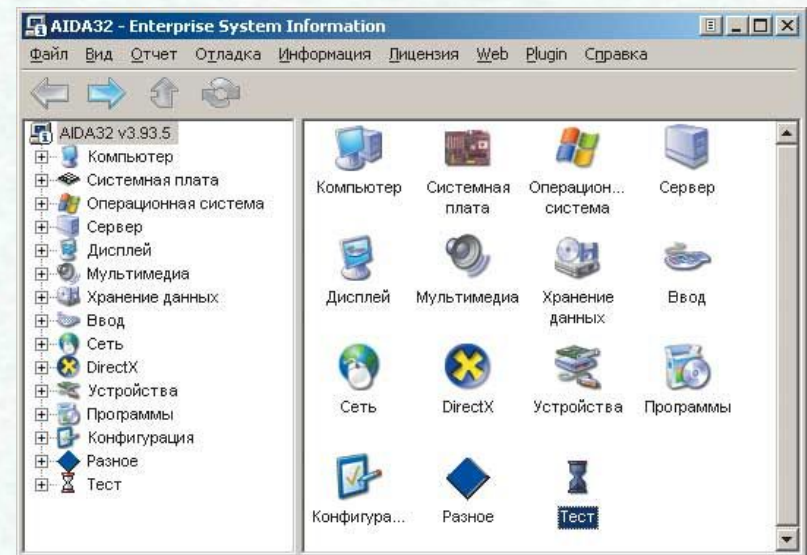 AIDA32 - Enterprise System Information
Файл Вид Отчет Отладка Информация Лицензия Web Plugin Справка
AIDA32 v3.93.5
Компьютер
Системная плата
Операционная система
Сервер
Дисплей
Мультимедиа
Хранение данных
Ввод
Сеть
DirectX
Устройства
Программы
Конфигурация
Разное
Тест
Компьютер
Системная плата
Операцион... система
Сервер
Дисплей
Мультимедиа
Хранение данных
Ввод
Сеть
DirectX
Устройства
Программы
Конфигура...
Разное
Тест